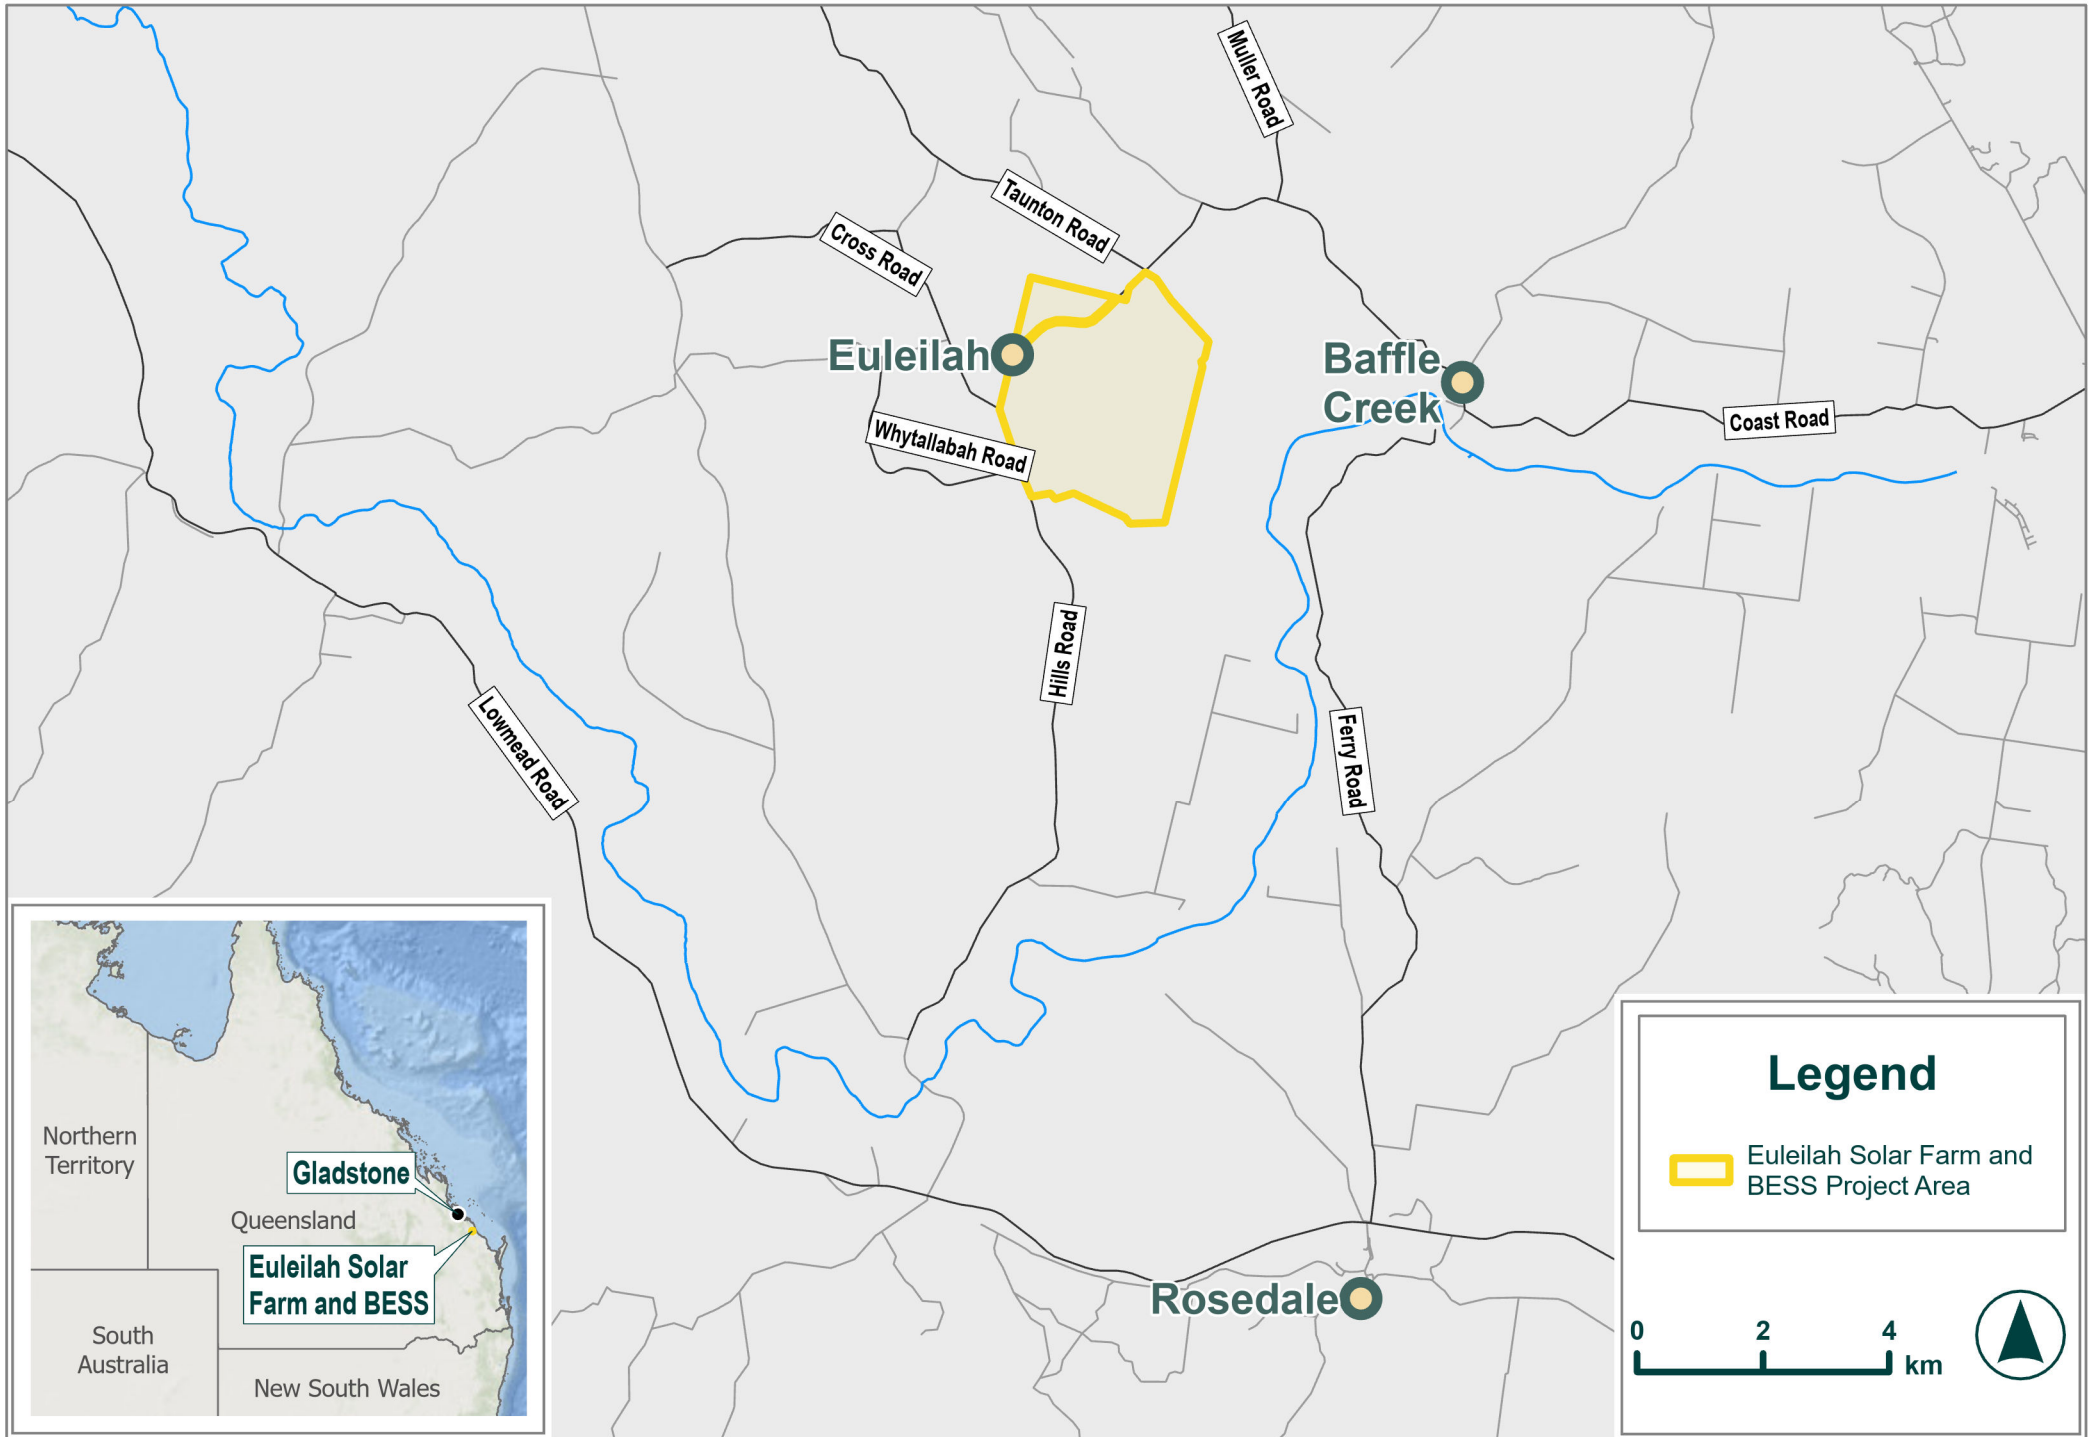 Muller Road
Taunton Road
Cross Road
Euleilah
Baffle
Creek
Coast Road
Whytallabah Road
Hills Road
Lowmead Road
Ferry Road
Rosedale
Northern
Territory
Gladstone
Queensland
Euleilah Solar
Farm and BESS
South
Australia
New South Wales
Legend
Euleilah Solar Farm and
BESS Project Area
0 2 4
km